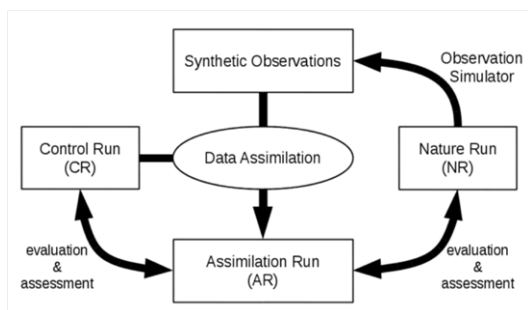 Synthetic Observations
Observation
Simulator
Control Run
(CR)
Data Assimilation
Nature Run
(NR)
evaluation
&
assessment
Assimilation Run
(AR)
evaluation
&
assessment